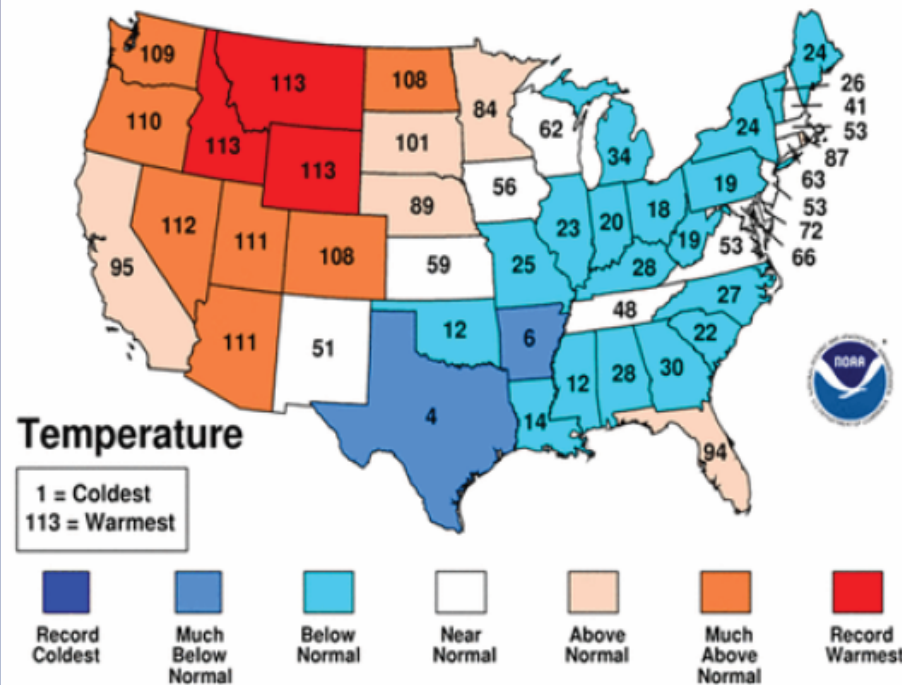 109
113
108
84
24
26
41
53
87
63
53
72
66
110
113
113
101
62
34
24
19
56
89
23
20
18
19
53
112
111
108
59
25
28
27
95
111
51
12
6
48
22
12
28
30
4
14
94
NOAA
Temperature
1 = Coldest
113 = Warmest
Record
Coldest
Much
Below
Normal
Below
Normal
Near
Normal
Above
Normal
Much
Above
Normal
Record
Warmest